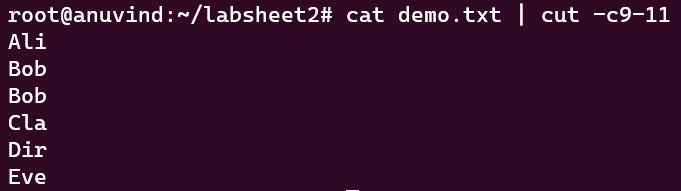 root@anuvind:~/labsheet2# cat demo.txt | cut -c9-11
Ali
Bob
Bob
Cla
Dir
Eve